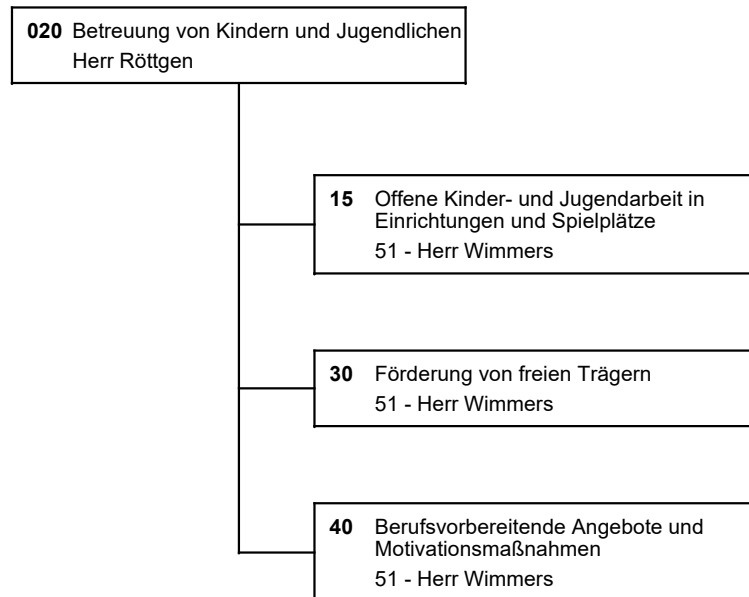 020 Betreuung von Kindern und Jugendlichen
Herr Röttgen
15 Offene Kinder- und Jugendarbeit in
Einrichtungen und Spielplätze
51 - Herr Wimmers
30 Förderung von freien Trägern
51 - Herr Wimmers
40 Berufsvorbereitende Angebote und
Motivationsmaßnahmen
51 - Herr Wimmers